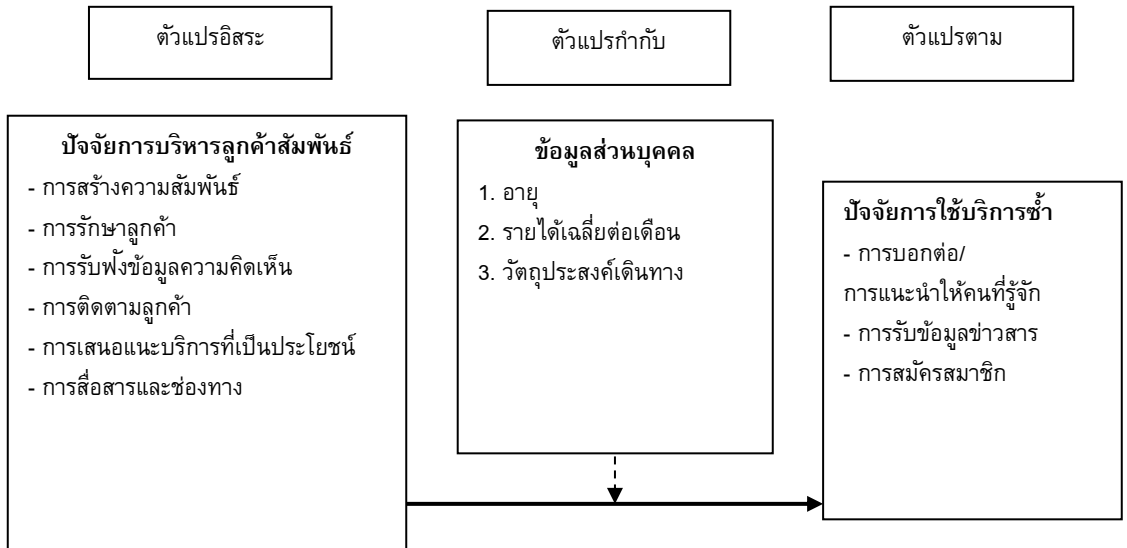 ตัวแปรอิสระ
ตัวแปรกำกับ
ตัวแปรตาม
ปัจจัยการบริหารลูกค้าสัมพันธ์
- การสร้างความสัมพันธ์
- การรักษาลูกค้า
- การรับฟังข้อมูลความคิดเห็น
- การติดตามลูกค้า
- การเสนอแนะบริการที่เป็นประโยชน์
- การสื่อสารและช่องทาง
ข้อมูลส่วนบุคคล
1. อายุ
2. รายได้เฉลี่ยต่อเดือน
3. วัตถุประสงค์เดินทาง
ปัจจัยการใช้บริการซ้ำ
- การบอกต่อ/
การแนะนำให้คนที่รู้จัก
- การรับข้อมูลข่าวสาร
- การสมัครสมาชิก